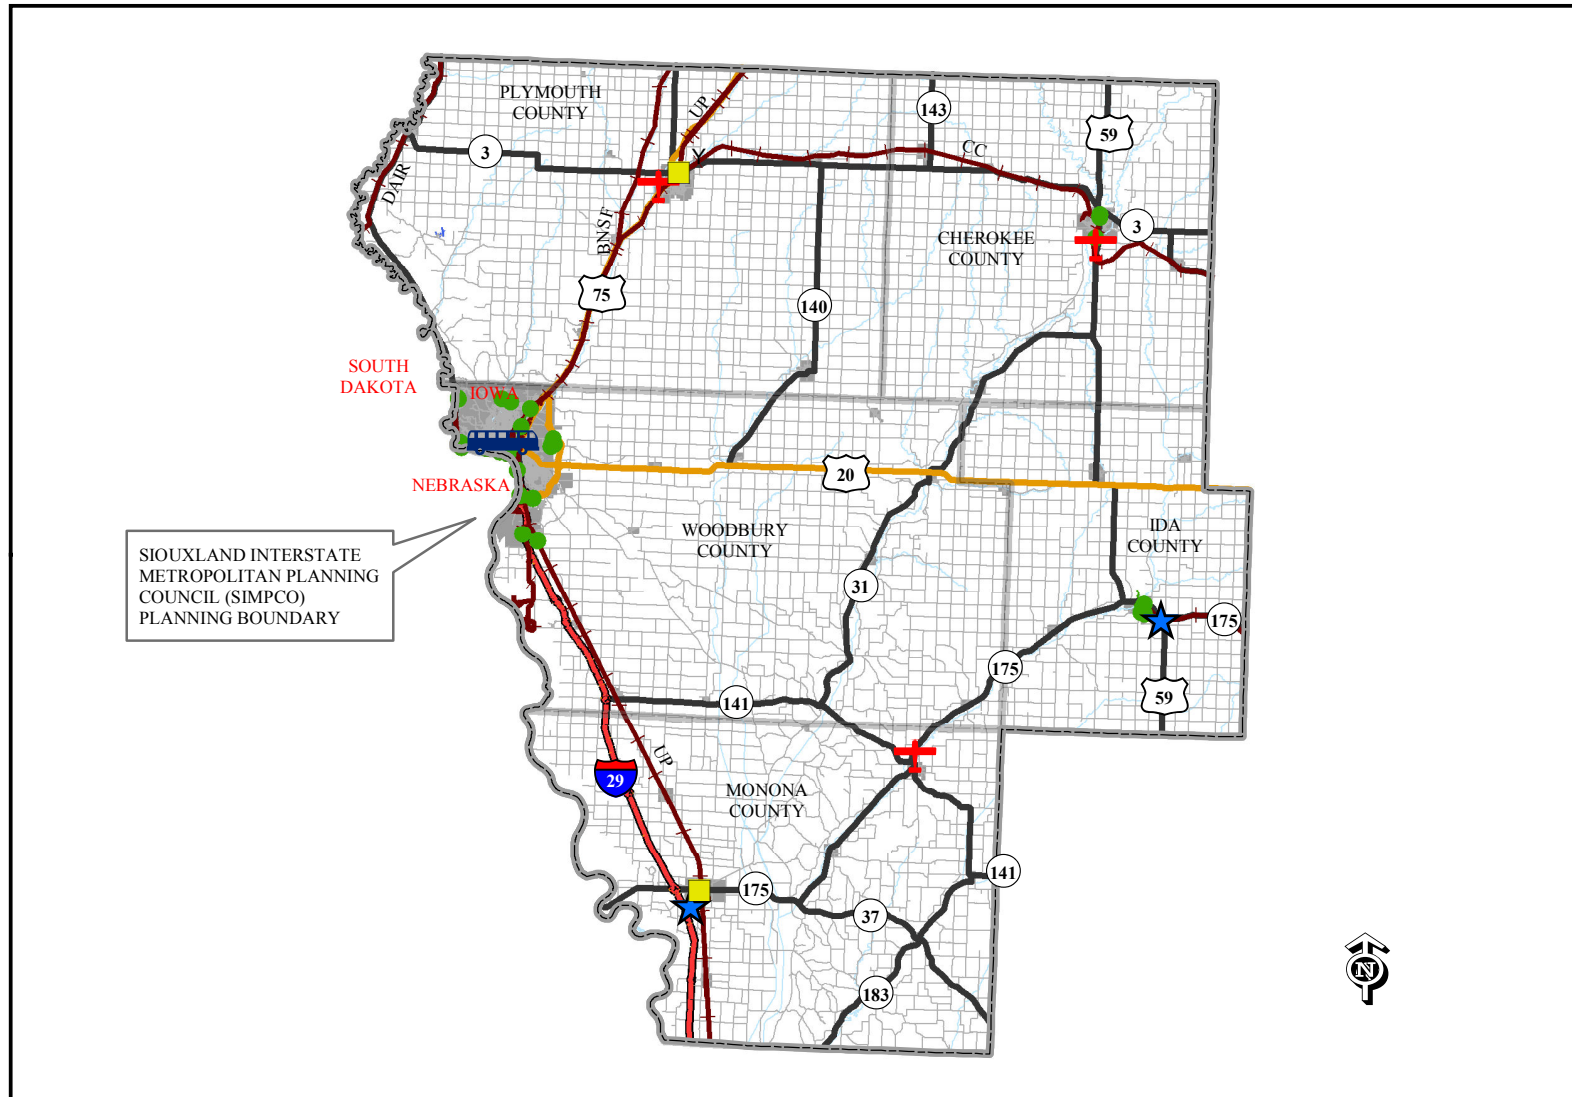 PLYMOUTH
COUNTY
UP
143
59
3
CC
DAIR
BNSF
3
CHEROKEE
COUNTY
75
140
SOUTH
DAKOTA
IOWA
20
NEBRASKA
WOODBURY
COUNTY
IDA
COUNTY
SIOUXLAND INTERSTATE
METROPOLITAN PLANNING
COUNCIL (SIMPCO)
PLANNING BOUNDARY
31
175
175
59
141
UP
29
MONONA
COUNTY
141
175
37
183
N